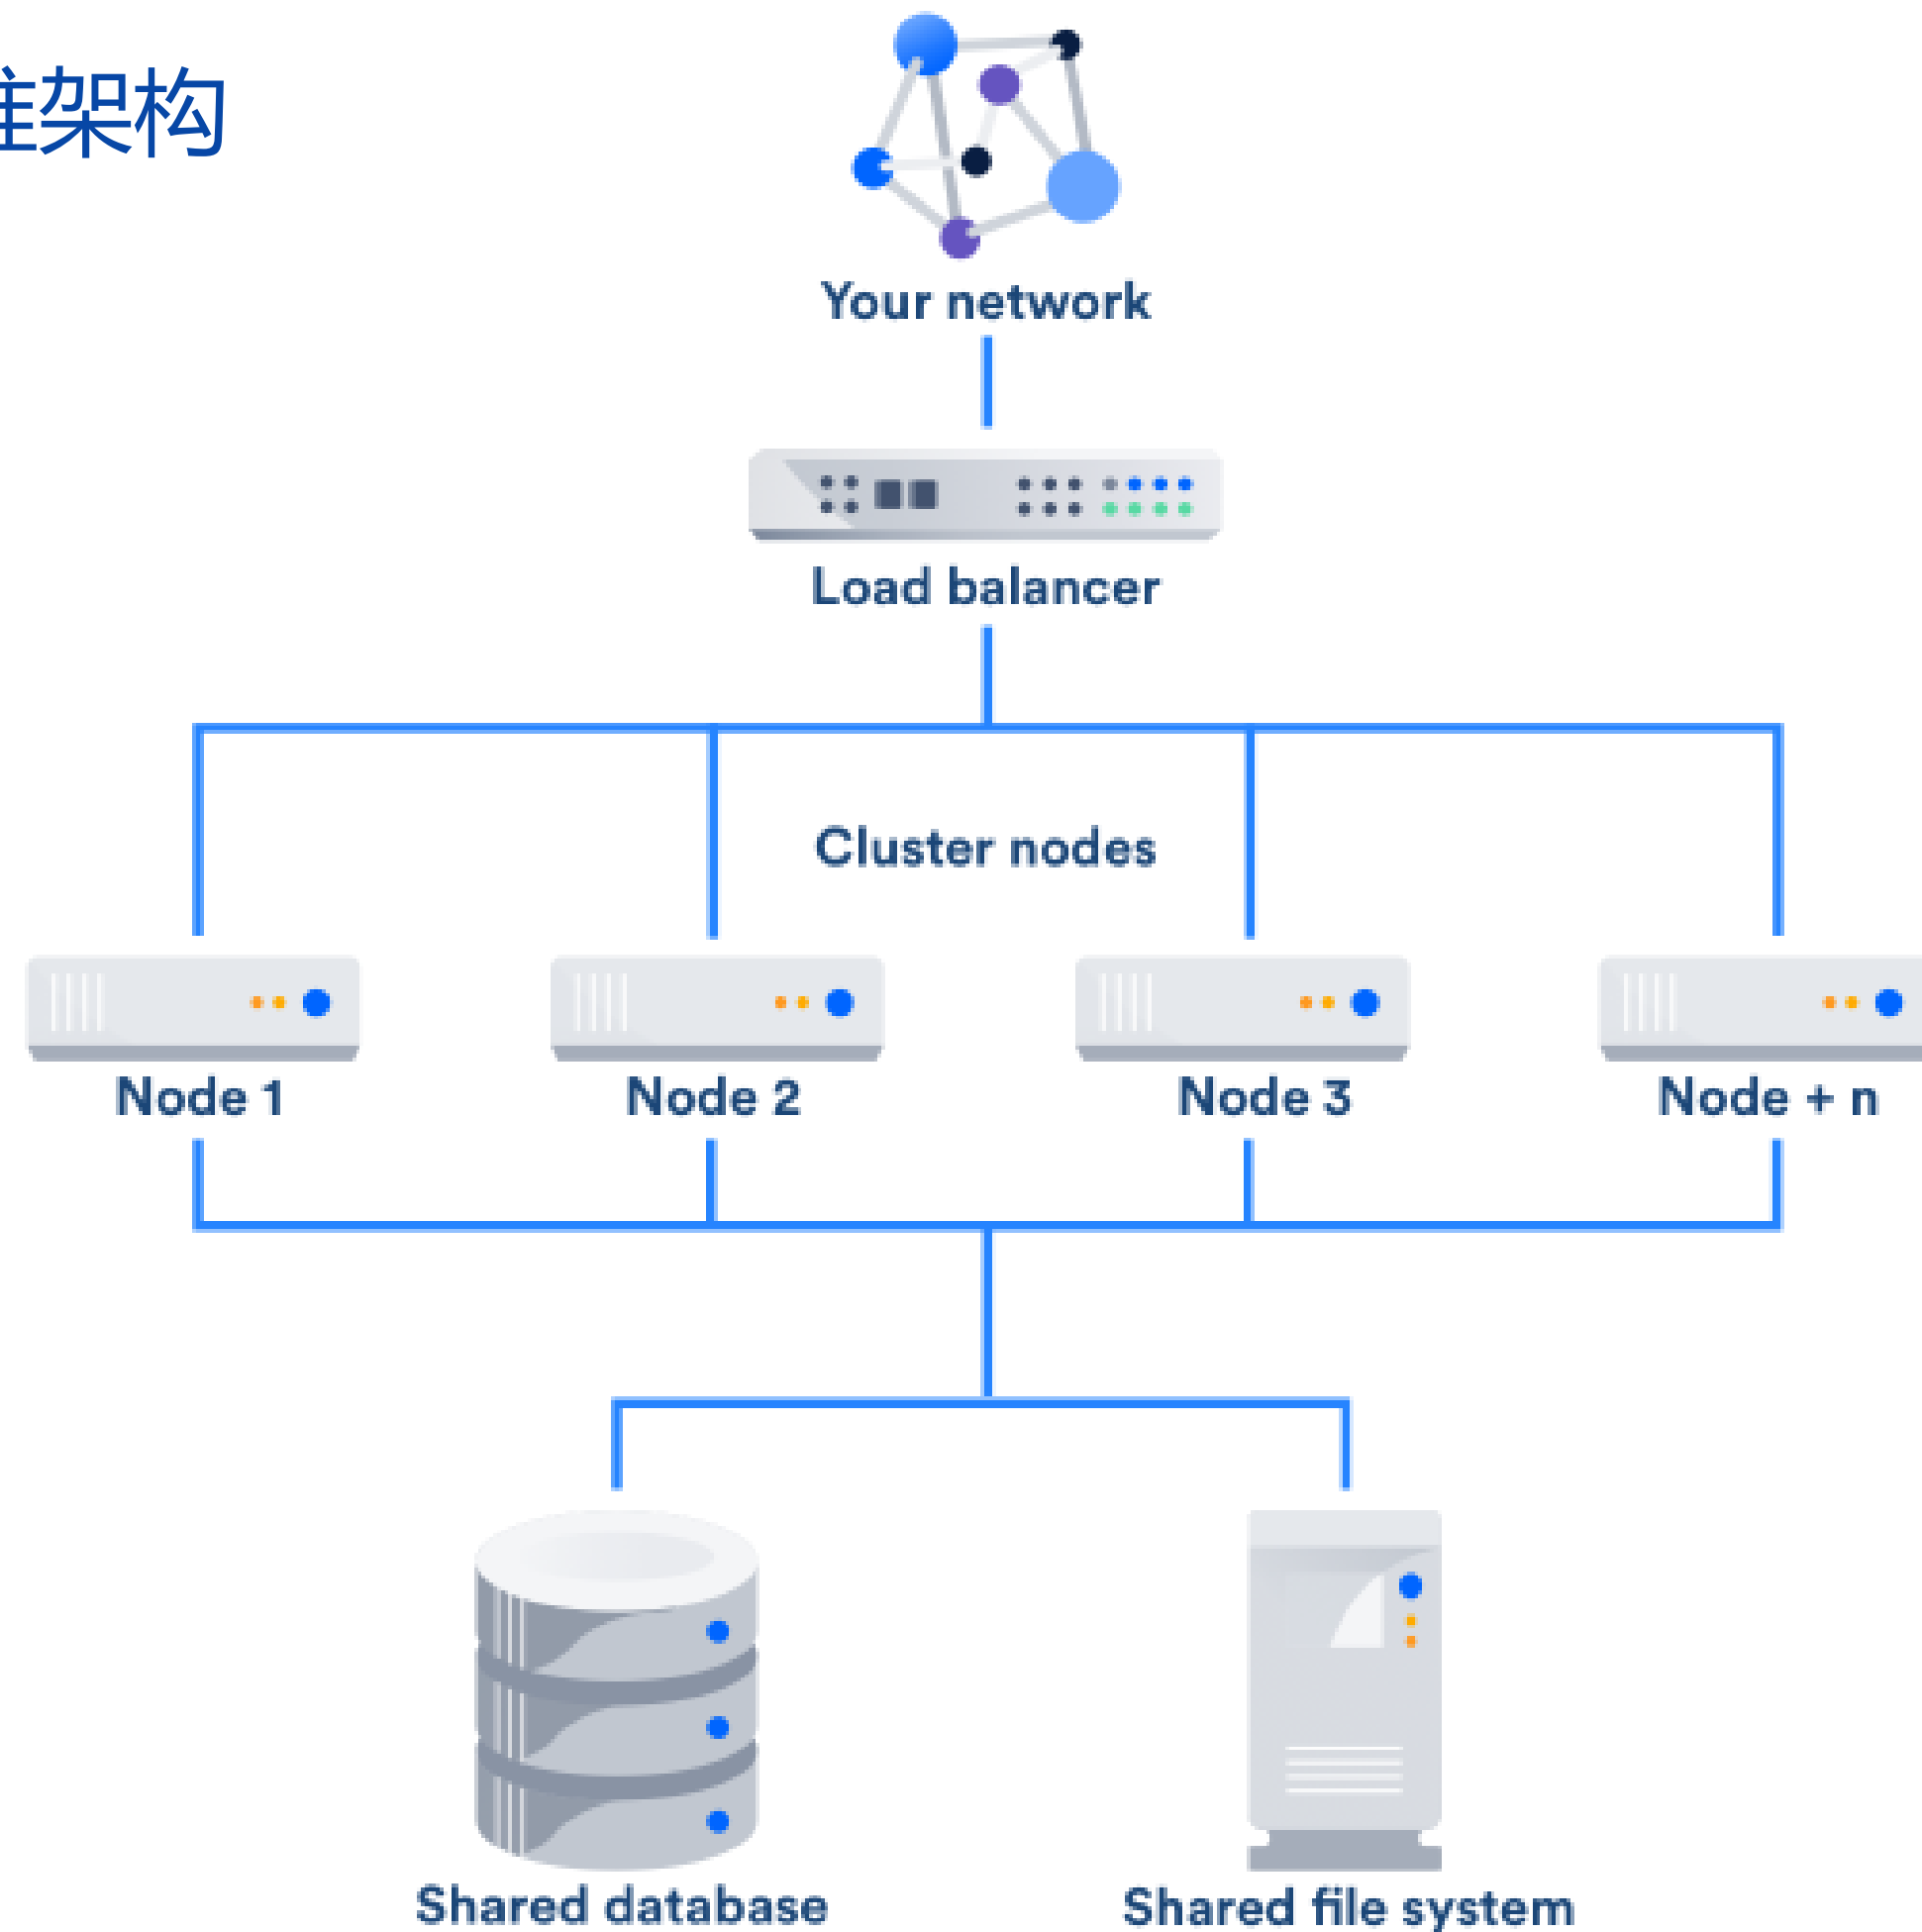 架构
Your network
Load balancer
Cluster nodes
Node 1
Node 2
Node 3
Node + n
Shared database
Shared file system